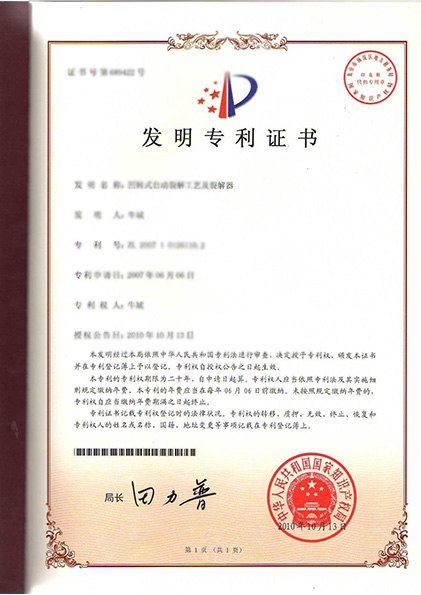 证书号第689422号
发明专利证书
发 明 名 称：回转式自动裂解工艺及裂解器
发 明 人：牛斌
专 利 号：
专利申请日：2007年06月06日
专 利 权 人：牛斌
授权公告日：2010年10月13日
本发明经过本局依照中华人民共和国专利法进行审查，决定授予专利权，颁发本证书
并在专利登记簿上予以登记。专利权自授权公告之日起生效。
本专利的专利权期限为二十年，自申请日起算。专利权人应当依照专利法及其实施细
则规定缴纳年费。本专利的年费应当在每年06月06日前缴纳。未按照规定缴纳年费的，
专利权自应当缴纳年费期满之日起终止。
专利证书记载专利权登记时的法律状况。专利权的转移、质押、无效、终止、恢复和
专利权人的姓名或名称、国籍、地址变更等事项记载在专利登记簿上。
局长 田力普
中华人民共和国国家知识产权局
2010年10月13日
第1页（共1页）